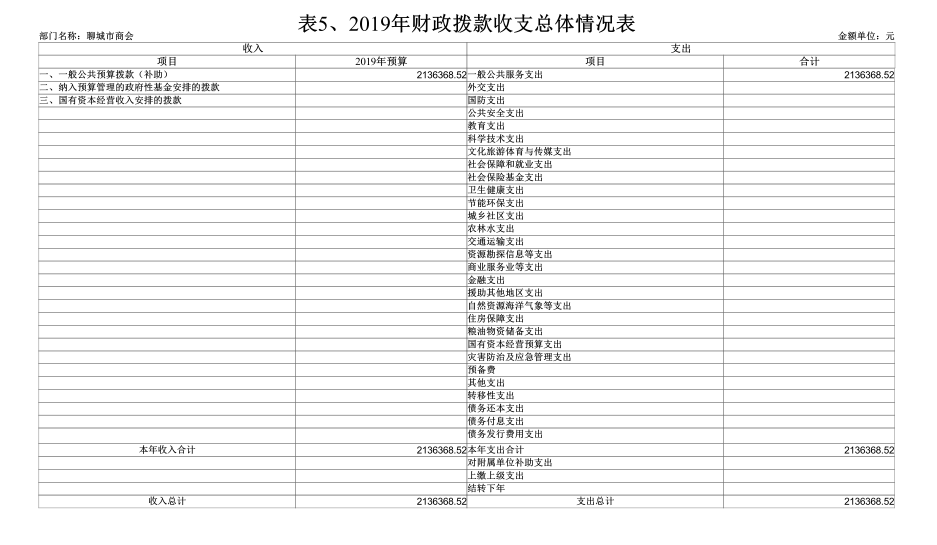 表5、2019年财政拨款收支总体情况表
部门名称：聊城市商会 金额单位：元
收入 支出
项目 2019年预算 项目 合计
一、一般公共预算拨款（补助） 2136368.52 一般公共服务支出 2136368.52
二、纳入预算管理的政府性基金安排的拨款 外交支出
三、国有资本经营收入安排的拨款 国防支出
公共安全支出
教育支出
科学技术支出
文化旅游体育与传媒支出
社会保障和就业支出
社会保险基金支出
卫生健康支出
节能环保支出
城乡社区支出
农林水支出
交通运输支出
资源勘探信息等支出
商业服务业等支出
金融支出
援助其他地区支出
自然资源海洋气象等支出
住房保障支出
粮油物资储备支出
国有资本经营预算支出
灾害防治及应急管理支出
预备费
其他支出
转移性支出
债务还本支出
债务付息支出
债务发行费用支出
本年收入合计 2136368.52 本年支出合计 2136368.52
对附属单位补助支出
上缴上级支出
结转下年
收入总计 2136368.52 支出总计 2136368.52